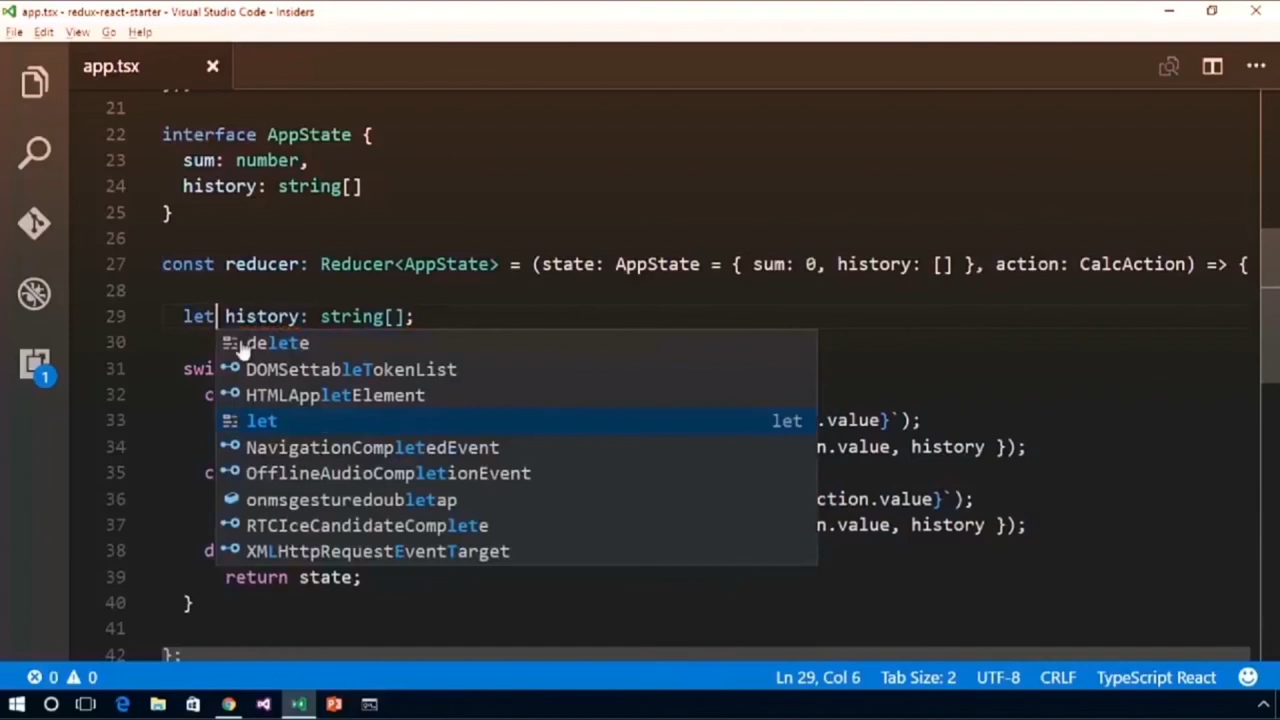 app.tsx - redux-react-starter - Visual Studio Code - Insiders
File Edit View Go Help
app.tsx
21
22 interface AppState {
23 sum: number,
24 history: string[]
25 }
26
27 const reducer: Reducer<AppState> = (state: AppState = { sum: 0, history: [] }, action: CalcAction) => {
28
29 let history: string[];
30 delete
DOMSettableTokenList
31 swi
32 c HTMLAppletElement
33 let let .value}`);
34 NavigationCompletedEvent n.value, history });
35 c OfflineAudioCompletionEvent
36 onmsgesturedoubletap ction.value}`);
37 RTCIceCandidateComplete n.value, history });
38 d XMLHttpRequestEventTarget
39 return state;
40 }
41
42 };
1
0 0 Ln 29, Col 6 Tab Size: 2 UTF-8 CRLF TypeScript React